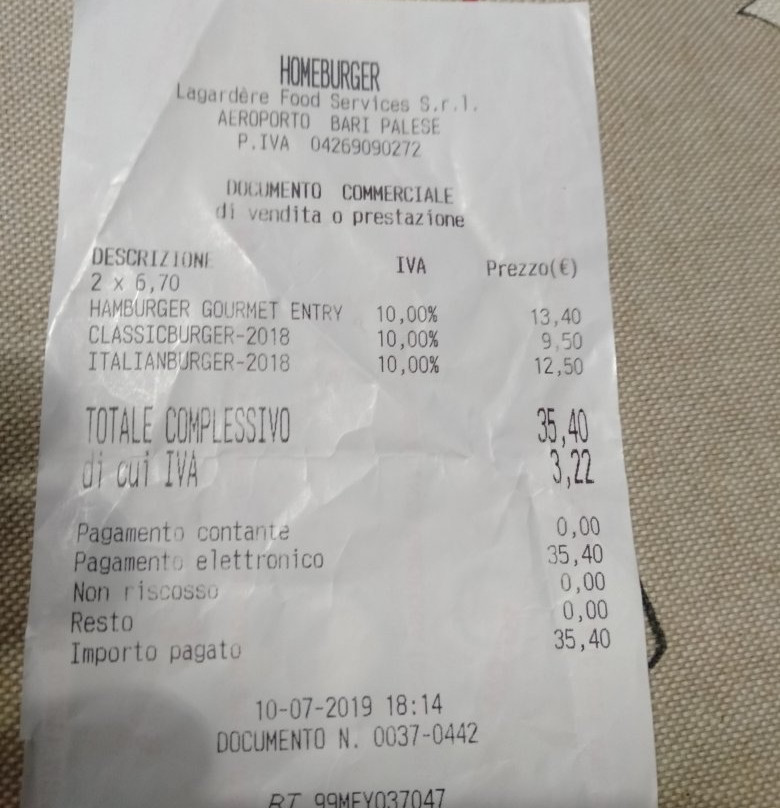 HOMEBURGER
Lagardère Food Services S.r.l.
AEROPORTO BARI PALESE
P.IVA 04269090272
DOCUMENTO COMMERCIALE
di vendita o prestazione
DESCRIZIONE IVA Prezzo(€)
2 x 6,70
HAMBURGER GOURMET ENTRY 10,00% 13,40
CLASSICBURGER-2018 10,00% 9,50
ITALIANBURGER-2018 10,00% 12,50
TOTALE COMPLESSIVO 35,40
di cui IVA 3,22
Pagamento contante 0,00
Pagamento elettronico 35,40
Non riscosso 0,00
Resto 0,00
Importo pagato 35,40
10-07-2019 18:14
DOCUMENTO N. 0037-0442
RT 99MEY037047